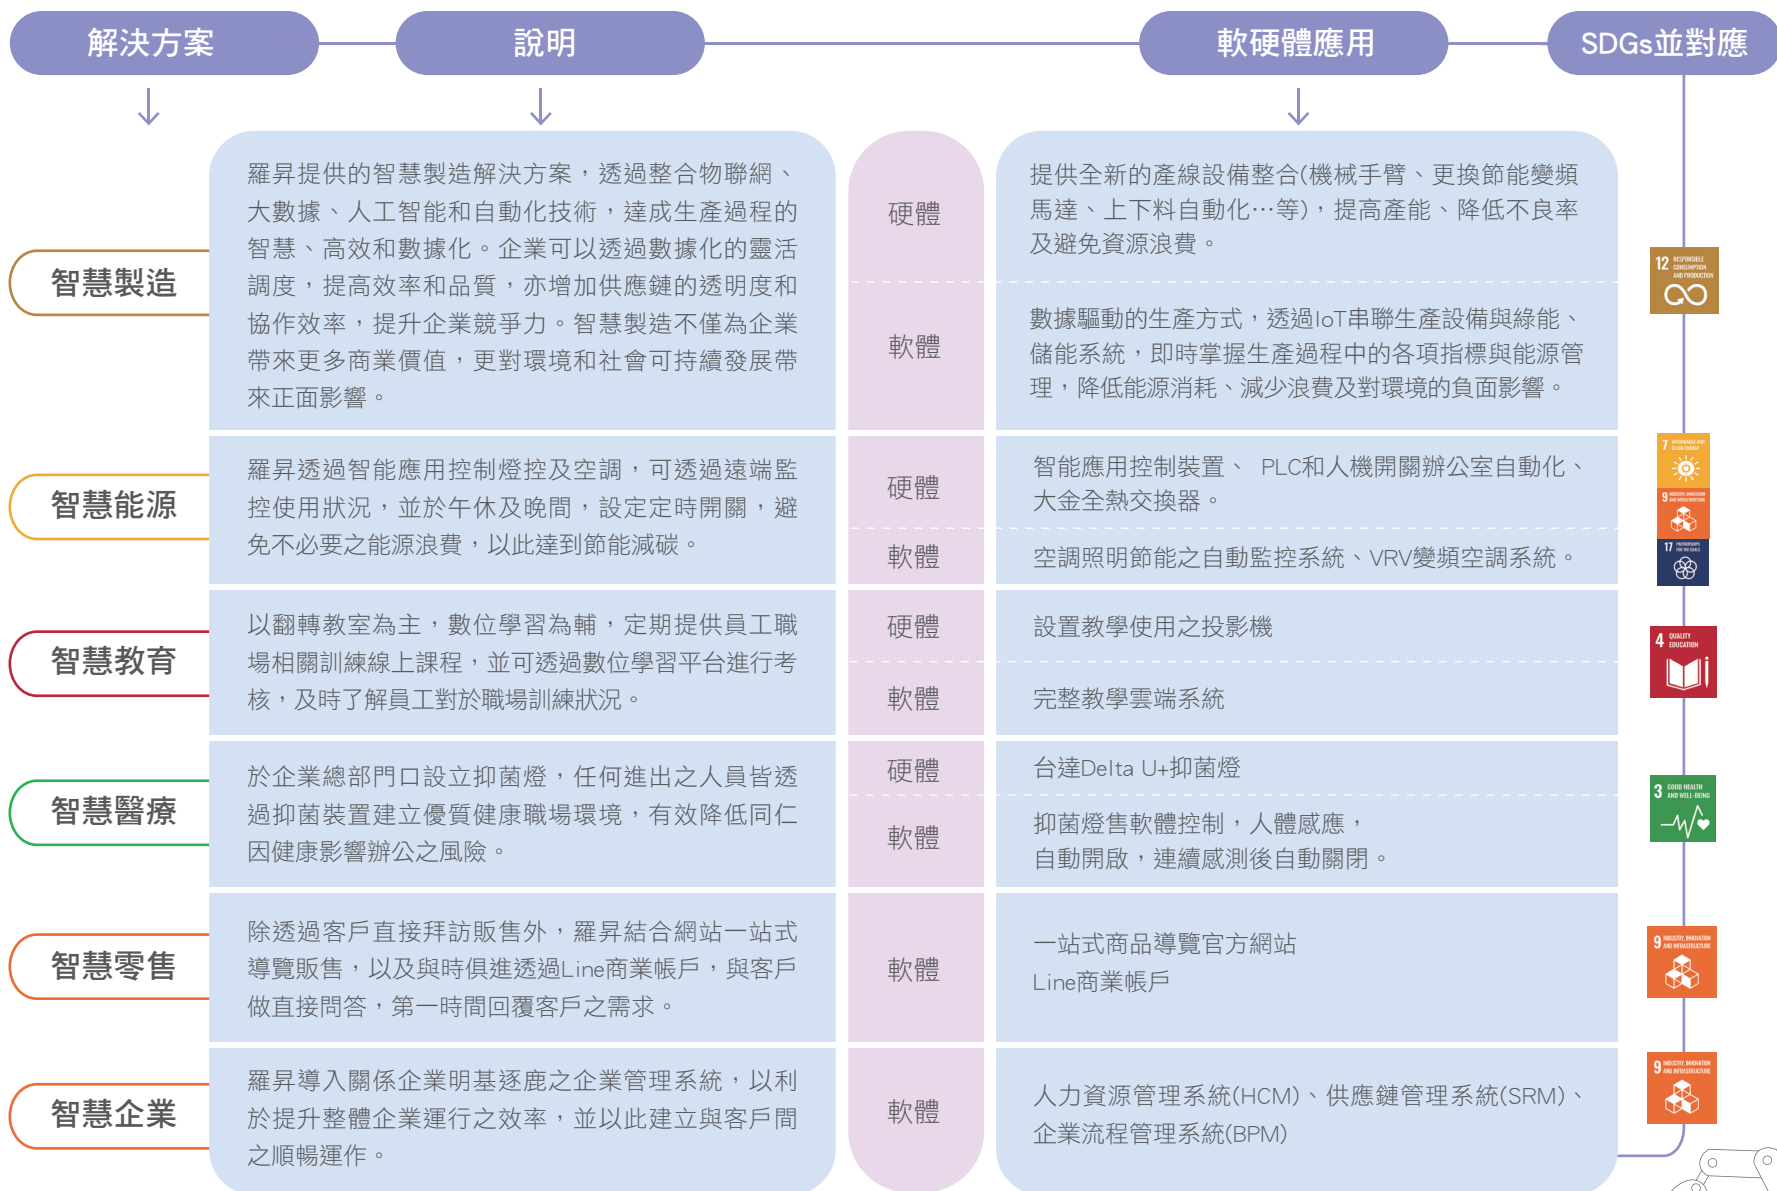 解決方案
說明
軟硬體應用
SDGs並對應
智慧製造
羅昇提供的智慧製造解決方案，透過整合物聯網、
大數據、人工智能和自動化技術，達成生產過程的
智慧、高效和數據化。企業可以透過數據化的靈活
調度，提高效率和品質，亦增加供應鏈的透明度和
協作效率，提升企業競爭力。智慧製造不僅為企業
帶來更多商業價值，更對環境和社會可持續發展帶
來正面影響。
硬體
提供全新的產線設備整合(機械手臂、更換節能變頻
馬達、上下料自動化…等)，提高產能、降低不良率
及避免資源浪費。
軟體
數據驅動的生產方式，透過IoT串聯生產設備與綠能、
儲能系統，即時掌握生產過程中的各項指標與能源管
理，降低能源消耗、減少浪費及對環境的負面影響。
12 RESPONSIBLE
CONSUMPTION
AND PRODUCTION
智慧能源
羅昇透過智能應用控制燈控及空調，可透過遠端監
控使用狀況，並於午休及晚間，設定定時開關，避
免不必要之能源浪費，以此達到節能減碳。
硬體
智能應用控制裝置、 PLC和人機開關辦公室自動化、
大金全熱交換器。
軟體
空調照明節能之自動監控系統、VRV變頻空調系統。
7 AFFORDABLE AND
CLEAN ENERGY
9 INDUSTRY, INNOVATION
AND INFRASTRUCTURE
17 PARTNERSHIPS
FOR THE GOALS
智慧教育
以翻轉教室為主，數位學習為輔，定期提供員工職
場相關訓練線上課程，並可透過數位學習平台進行考
核，及時了解員工對於職場訓練狀況。
硬體
設置教學使用之投影機
軟體
完整教學雲端系統
4 QUALITY
EDUCATION
智慧醫療
於企業總部門口設立抑菌燈，任何進出之人員皆透
過抑菌裝置建立優質健康職場環境，有效降低同仁
因健康影響辦公之風險。
硬體
台達Delta U+抑菌燈
軟體
抑菌燈售軟體控制，人體感應，
自動開啟，連續感測後自動關閉。
3 GOOD HEALTH
AND WELL-BEING
智慧零售
除透過客戶直接拜訪販售外，羅昇結合網站一站式
導覽販售，以及與時俱進透過Line商業帳戶，與客戶
做直接問答，第一時間回覆客戶之需求。
軟體
一站式商品導覽官方網站
Line商業帳戶
9 INDUSTRY, INNOVATION
AND INFRASTRUCTURE
智慧企業
羅昇導入關係企業明基逐鹿之企業管理系統，以利
於提升整體企業運行之效率，並以此建立與客戶間
之順暢運作。
軟體
人力資源管理系統(HCM)、供應鏈管理系統(SRM)、
企業流程管理系統(BPM)
9 INDUSTRY, INNOVATION
AND INFRASTRUCTURE